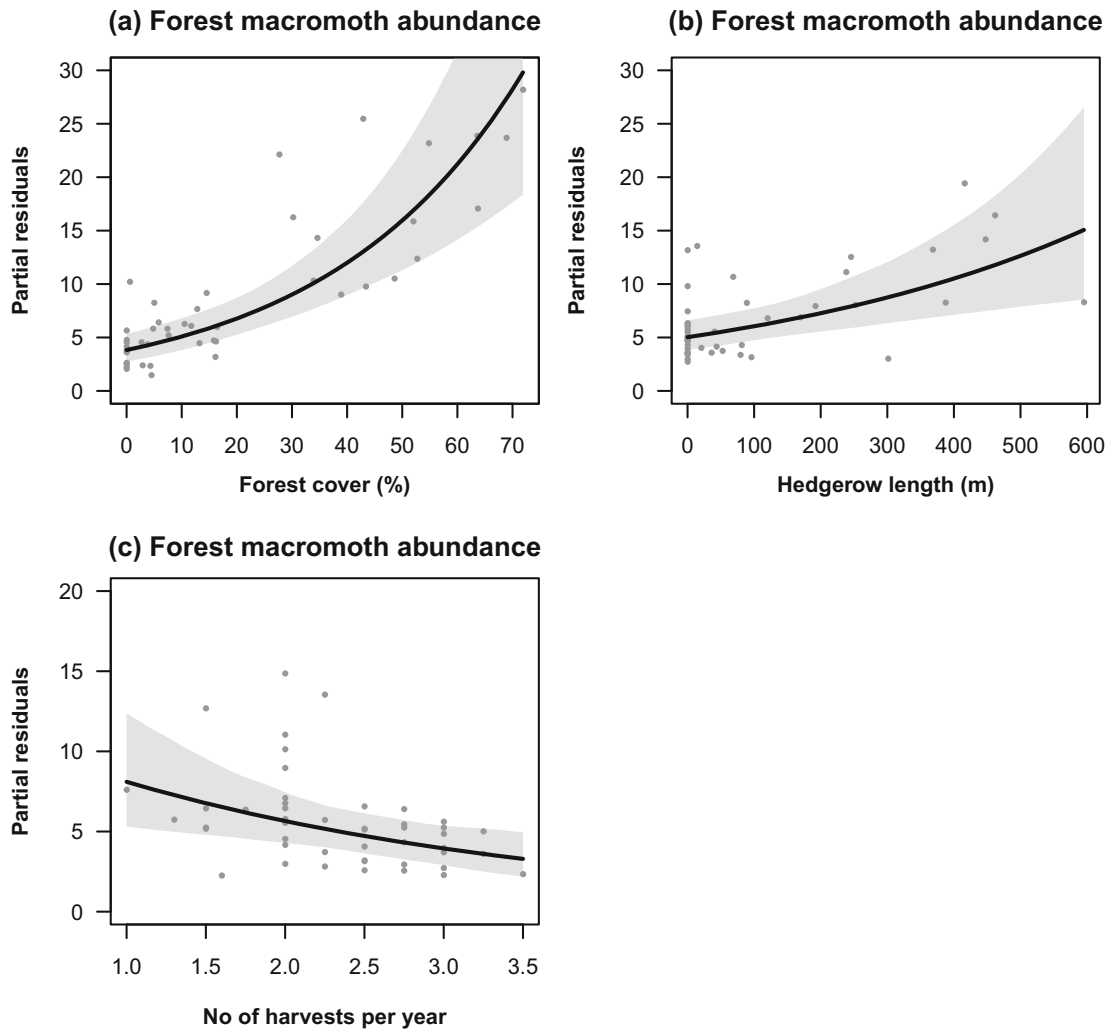 (a) Forest macromoth abundance
Partial residuals
30
25
20
15
10
5
0
0 10 20 30 40 50 60 70
Forest cover (%)
(b) Forest macromoth abundance
Partial residuals
30
25
20
15
10
5
0
0 100 200 300 400 500 600
Hedgerow length (m)
(c) Forest macromoth abundance
Partial residuals
20
15
10
5
0
1.0 1.5 2.0 2.5 3.0 3.5
No of harvests per year